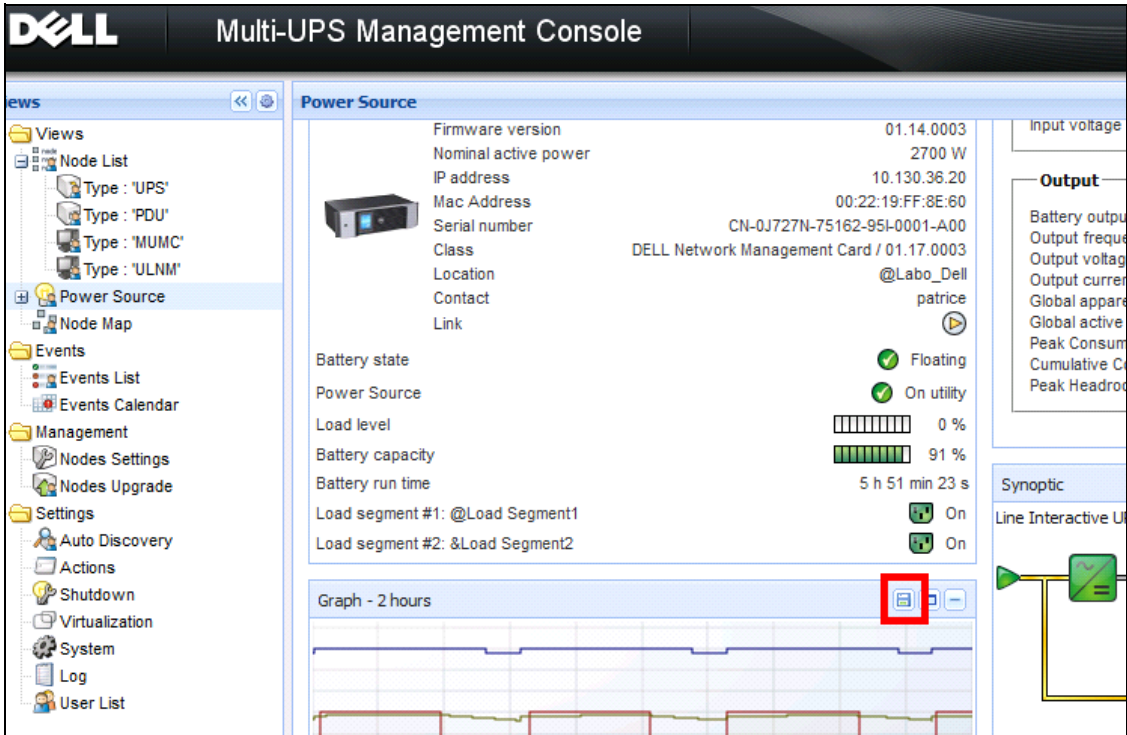 DELL
Multi-UPS Management Console
iews
Views
Node List
Type : 'UPS'
Type : 'PDU'
Type : 'MUMC'
Type : 'ULNM'
Power Source
Node Map
Events
Events List
Events Calendar
Management
Nodes Settings
Nodes Upgrade
Settings
Auto Discovery
Actions
Shutdown
Virtualization
System
Log
User List
Power Source
Firmware version 01.14.0003
Nominal active power 2700 W
IP address 10.130.36.20
Mac Address 00:22:19:FF:8E:60
Serial number CN-0J727N-75162-95I-0001-A00
Class DELL Network Management Card / 01.17.0003
Location @Labo_Dell
Contact patrice
Link
Battery state Floating
Power Source On utility
Load level 0 %
Battery capacity 91 %
Battery run time 5 h 51 min 23 s
Load segment #1: @Load Segment1 On
Load segment #2: &Load Segment2 On
Graph - 2 hours
Input voltage
Output
Battery outpu
Output freque
Output voltag
Output curren
Global appare
Global active
Peak Consum
Cumulative Co
Peak Headroo
Synoptic
Line Interactive U